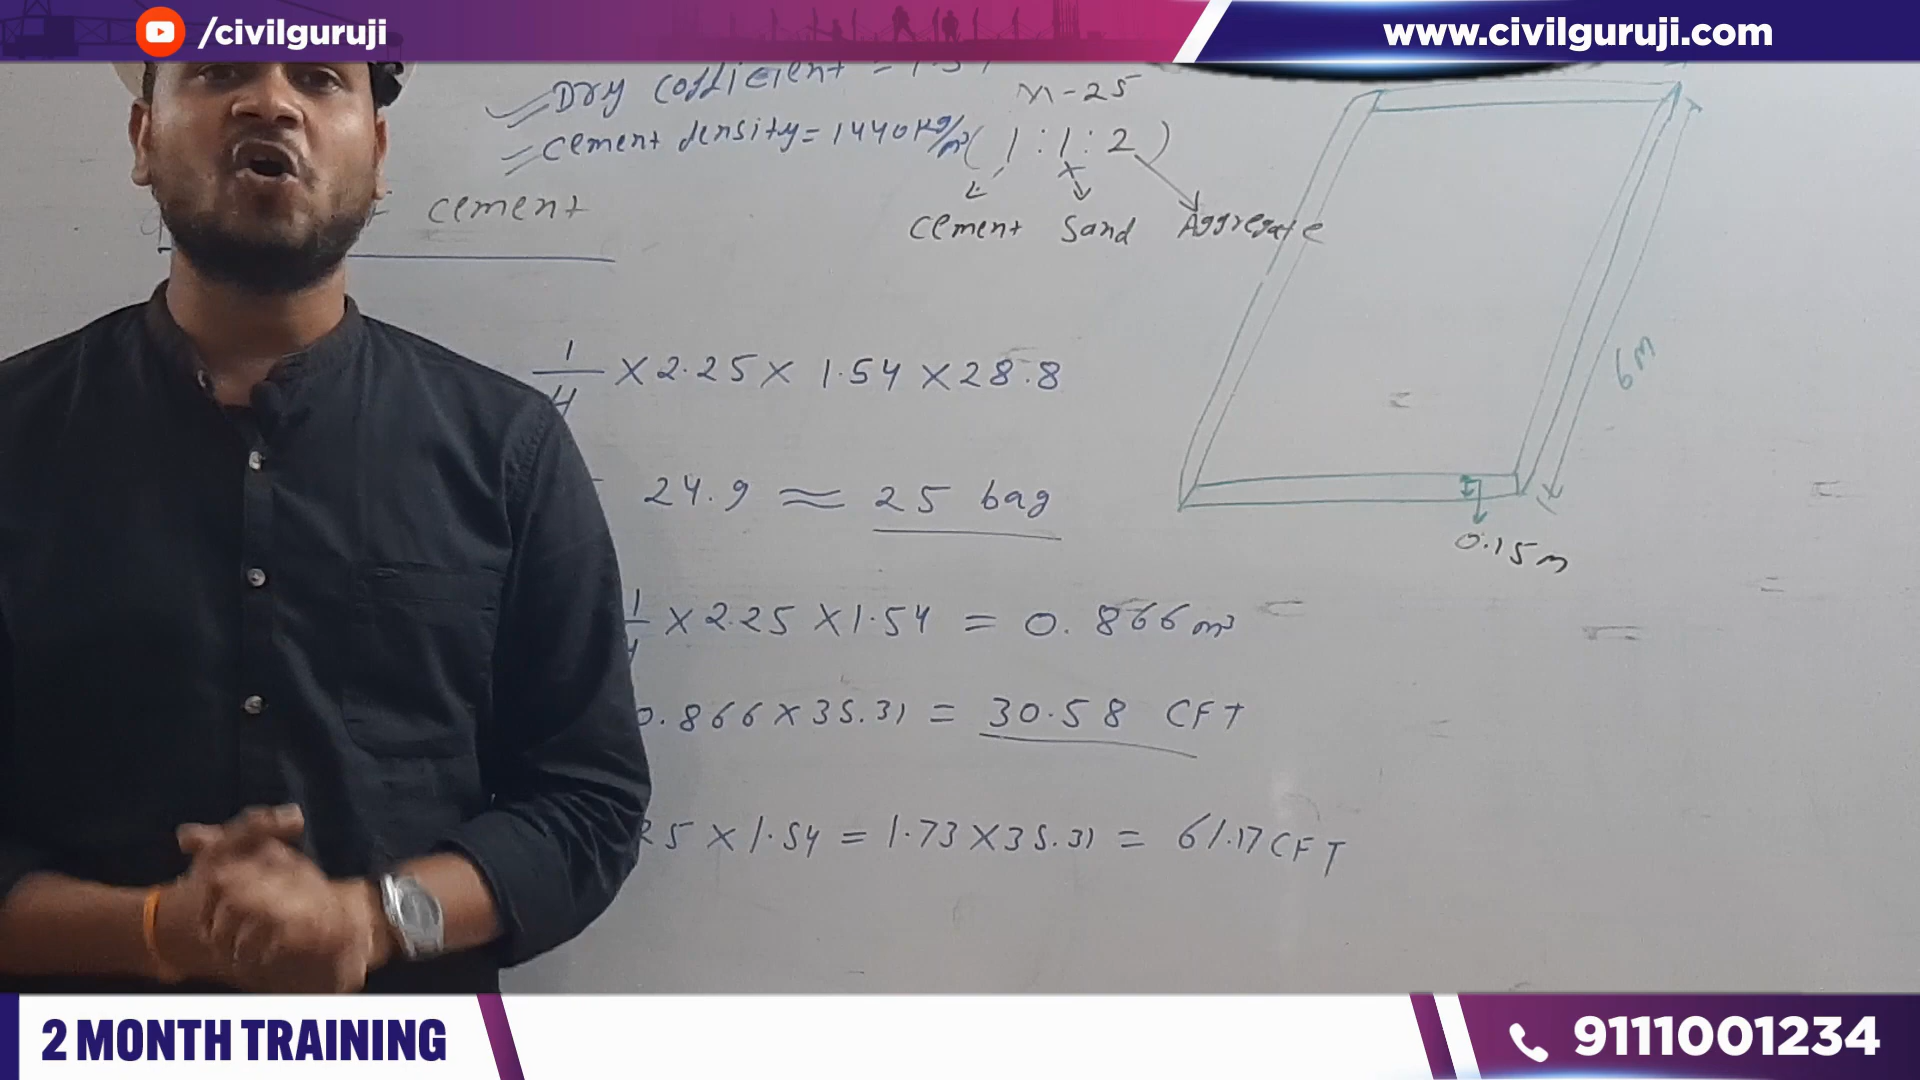 /civilguruji
www.civilguruji.com
Dry cofficient = 1.5
cement density = 1440 kg/m³
M-25
(1 : 1 : 2)
cement Sand Aggregate
cement
1/4 × 2.25 × 1.54 × 28.8
24.9 ≈ 25 bag
6m
0.15m
1/4 × 2.25 × 1.54 = 0.866 m³
0.866 × 35.31 = 30.58 CFT
25 × 1.54 = 1.73 × 35.31 = 61.17 CFT
2 MONTH TRAINING
9111001234